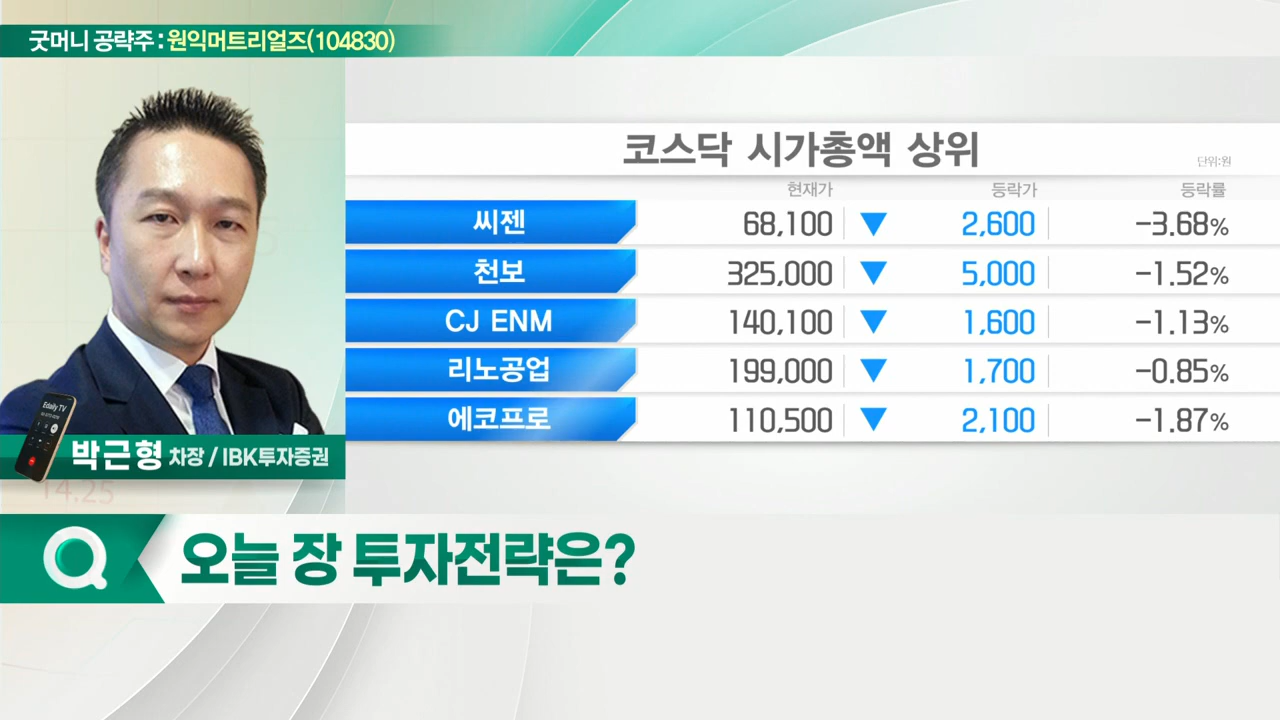 굿머니 공략주 : 원익머트리얼즈(104830)
코스닥 시가총액 상위
단위:원
현재가 등락가 등락률
씨젠 68,100 ▼ 2,600 -3.68%
천보 325,000 ▼ 5,000 -1.52%
CJ ENM 140,100 ▼ 1,600 -1.13%
리노공업 199,000 ▼ 1,700 -0.85%
에코프로 110,500 ▼ 2,100 -1.87%
Edaily TV
박근형 차장 / IBK투자증권
14.25
Q 오늘 장 투자전략은?